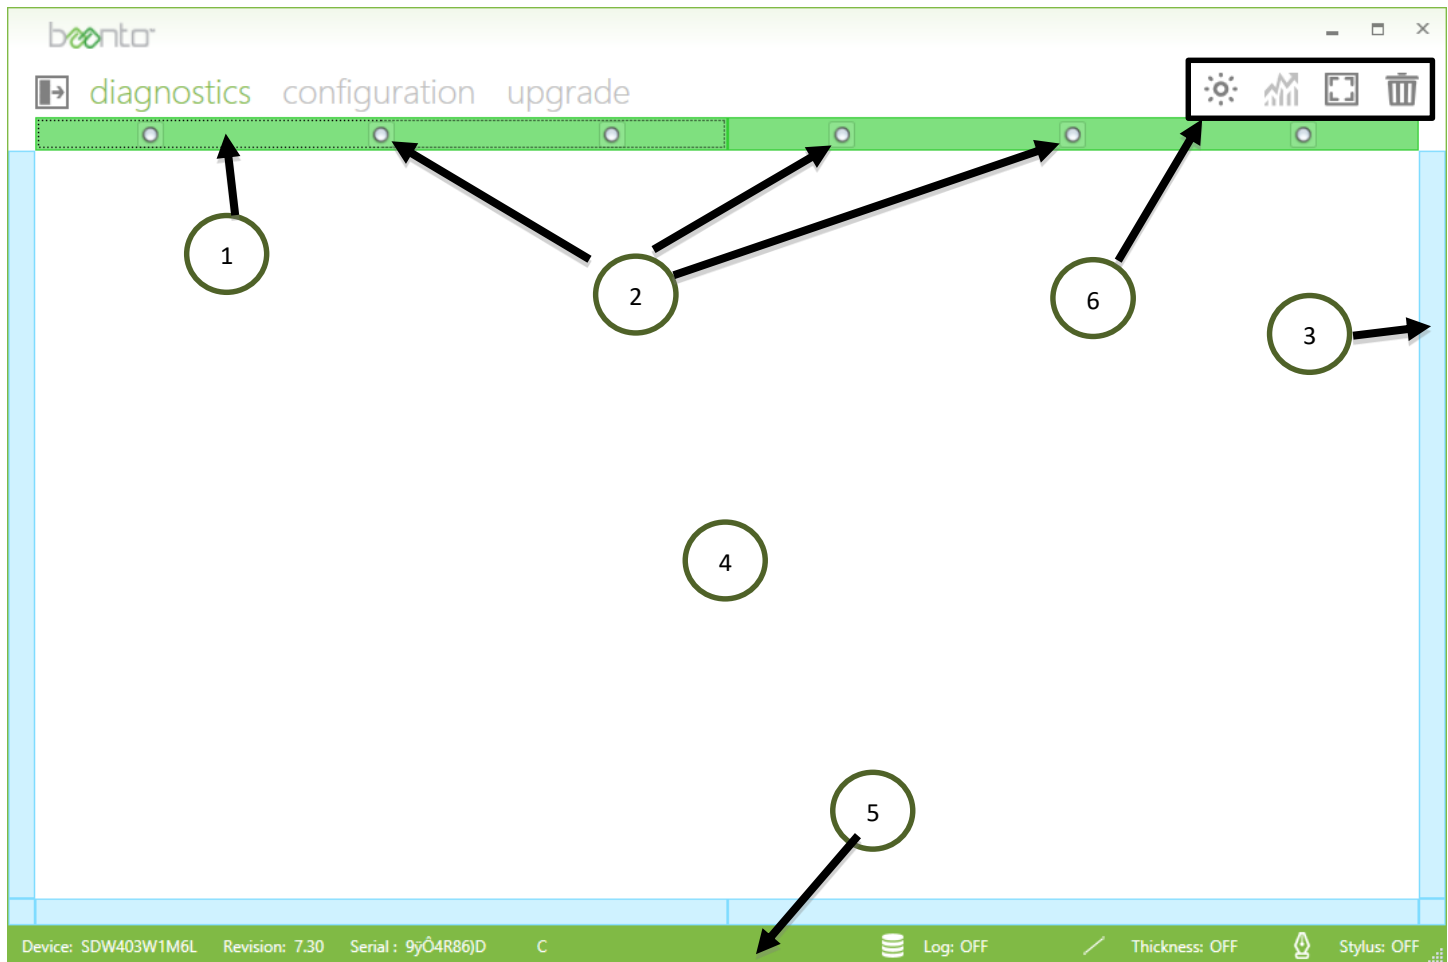 beento
diagnostics configuration upgrade
1
2
6
3
4
5
Device: SDW403W1M6L Revision: 7.30 Serial : 9ÿÔ4R86)D C Log: OFF Thickness: OFF Stylus: OFF